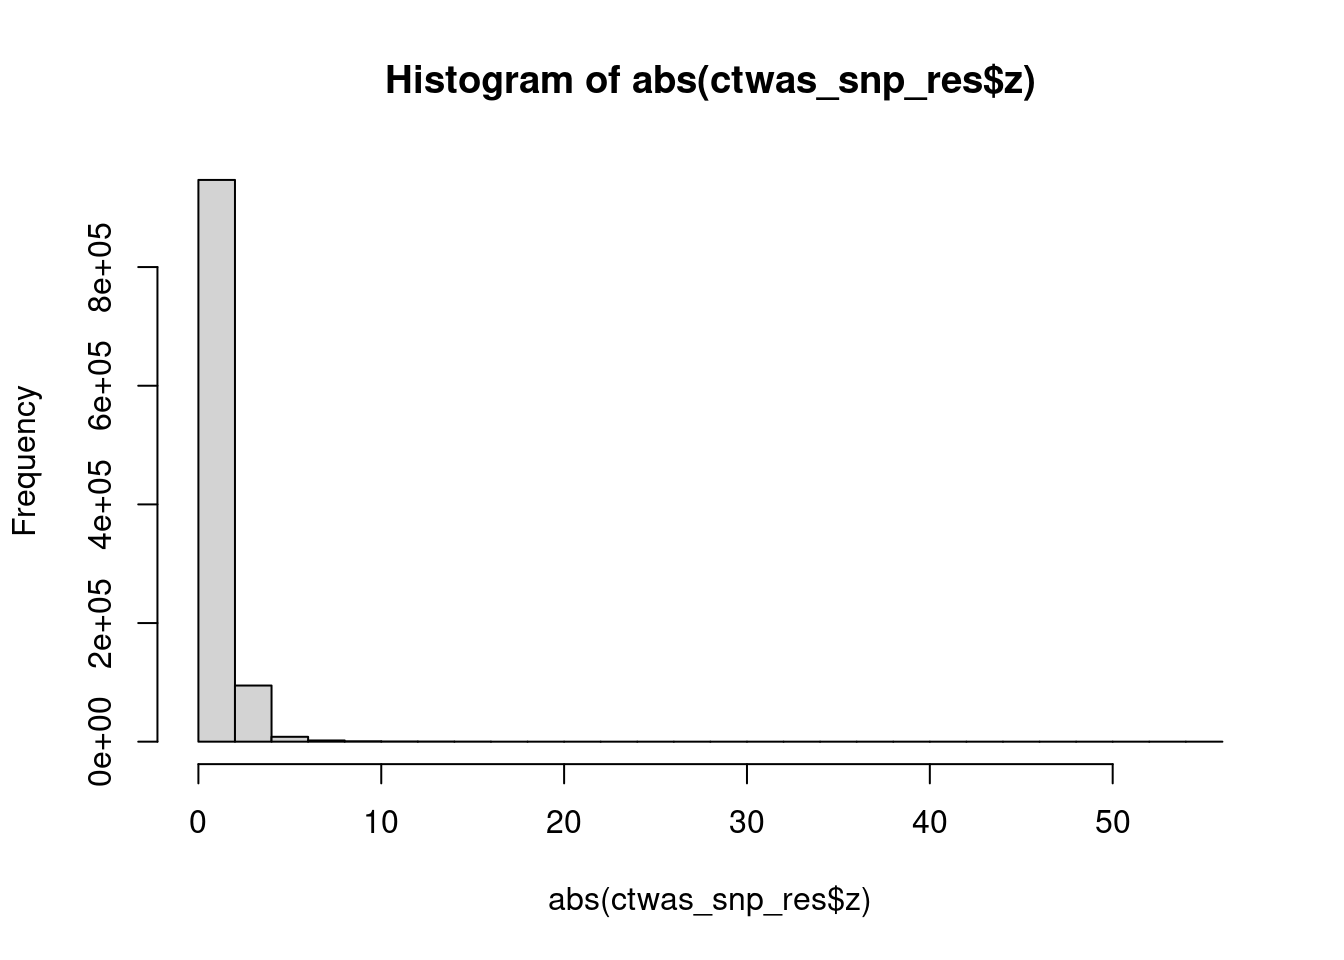 Histogram of abs(ctwas_snp_res$z)
Frequency
8e+05
6e+05
4e+05
2e+05
0e+00
0 10 20 30 40 50
abs(ctwas_snp_res$z)